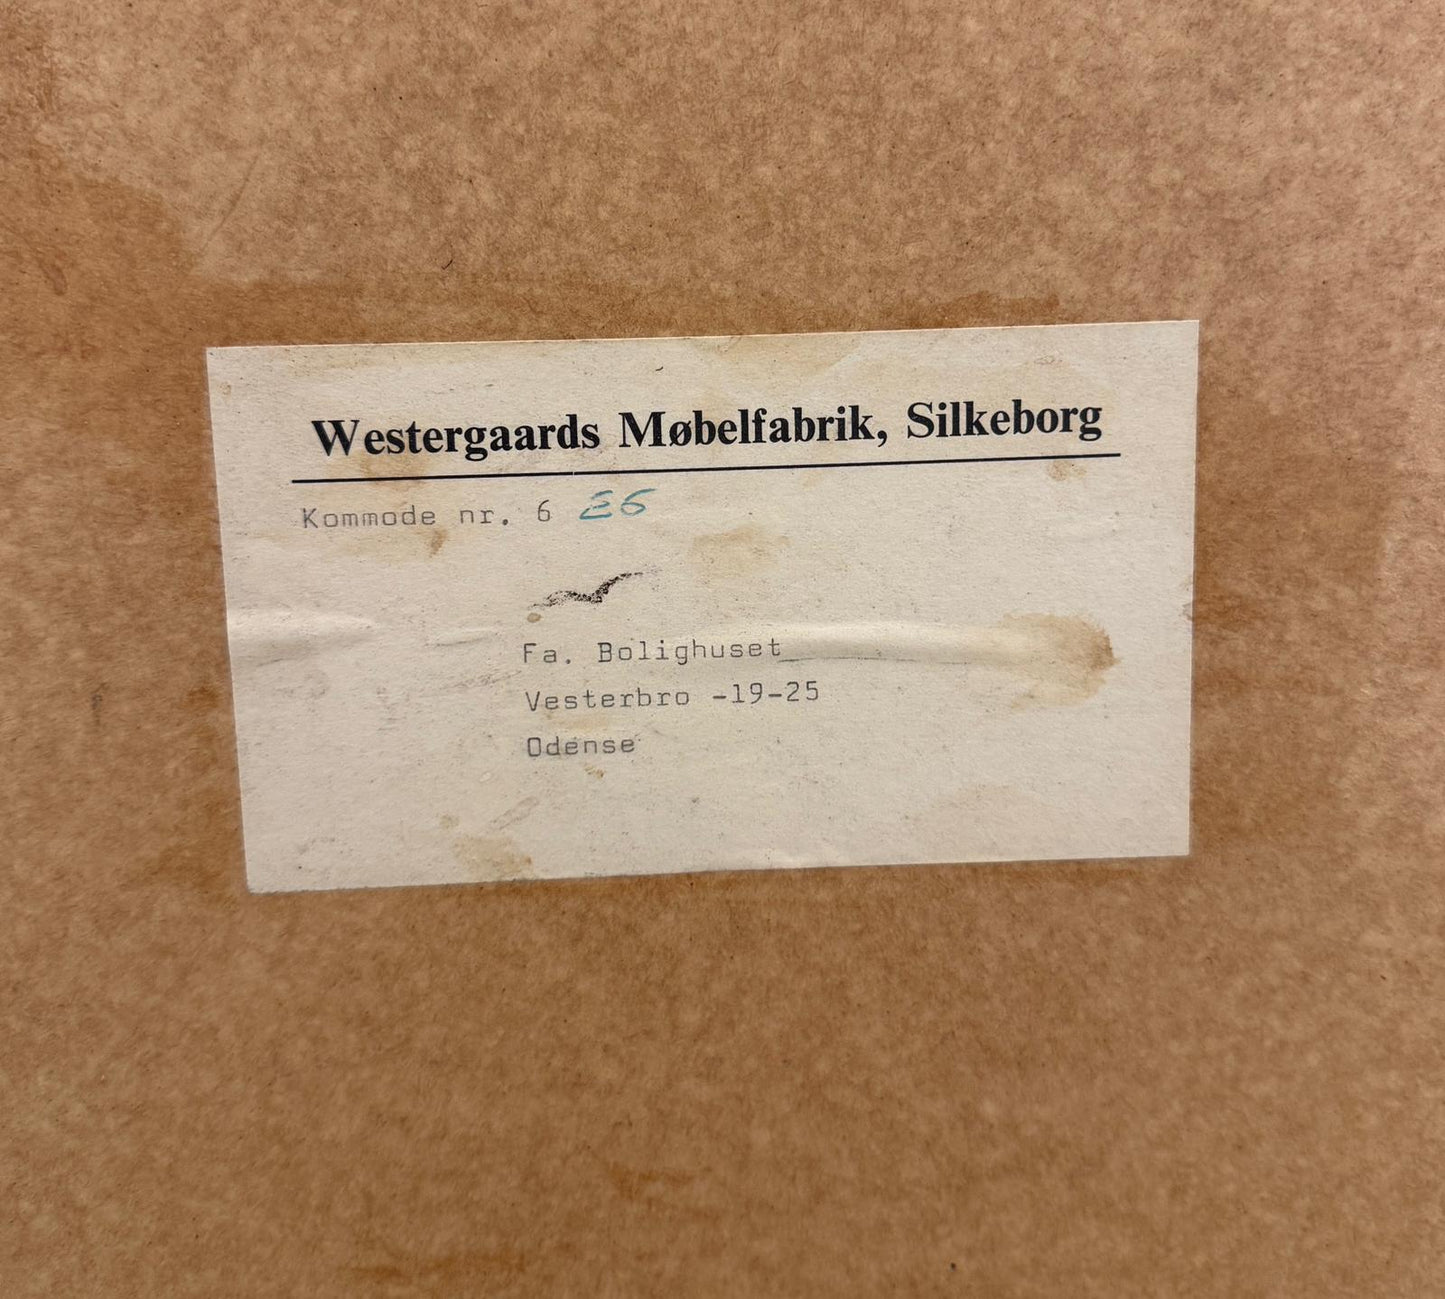 Westergaards Møbelfabrik, Silkeborg
Kommode nr. 6 E6
Fa. Bolighuset
Vesterbro -19-25
Odense